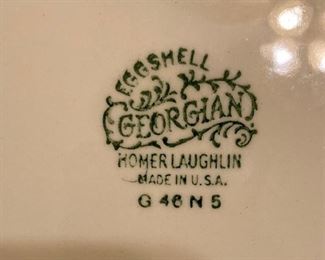 EGGSHELL
GEORGIAN
HOMER LAUGHLIN
MADE IN U.S.A.
G 46 N 5